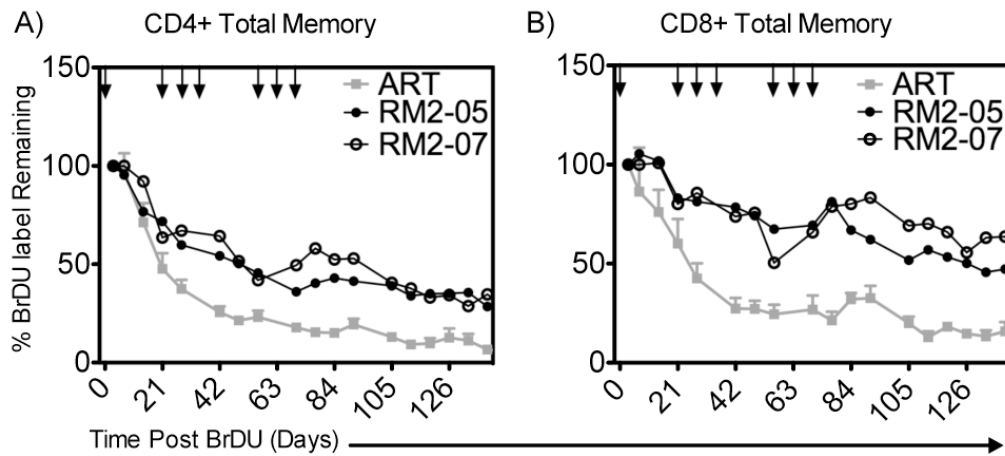 A) CD4+ Total Memory
% BrDU label Remaining
150
100
50
0
ART
RM2-05
RM2-07
0 21 42 63 84 105 126
B) CD8+ Total Memory
150
100
50
0
ART
RM2-05
RM2-07
0 21 42 63 84 105 126
Time Post BrDU (Days)